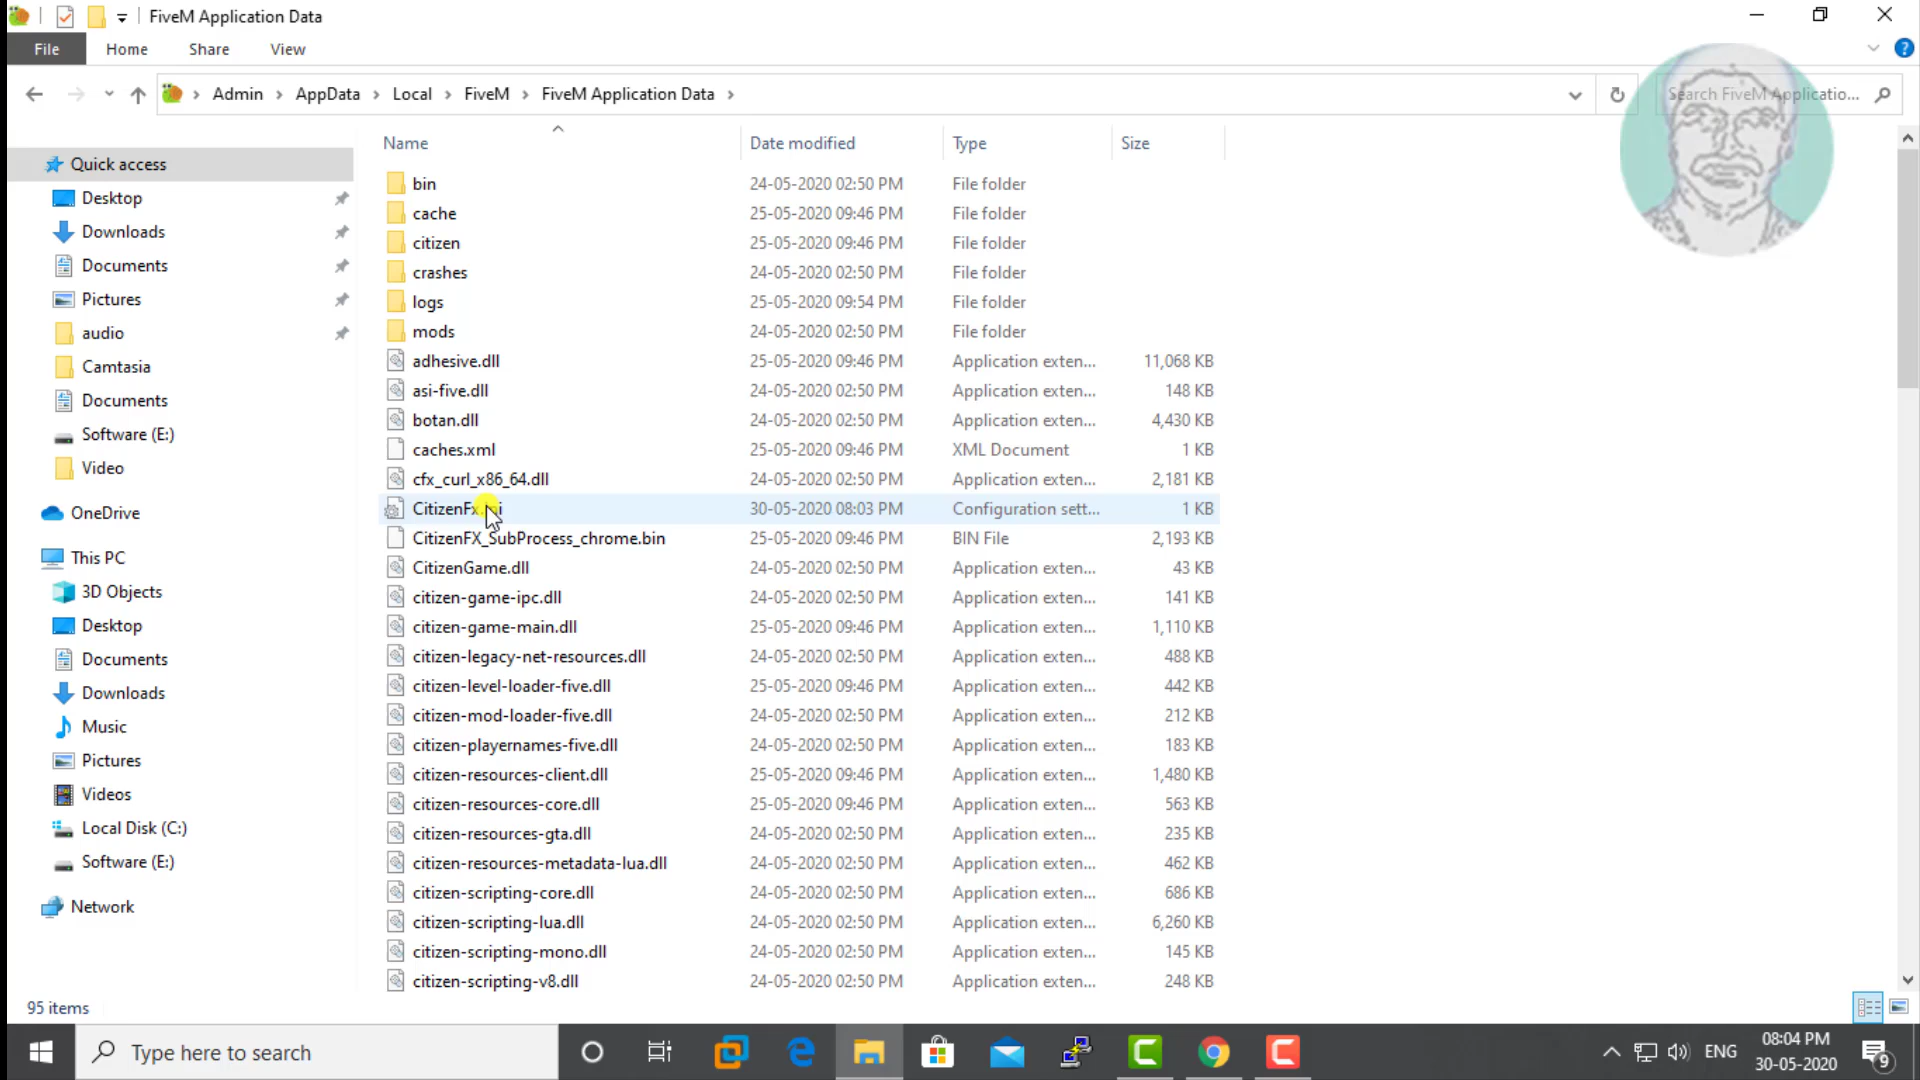 FiveM Application Data
File Home Share View
Admin AppData Local FiveM FiveM Application Data
Search FiveM Applicatio...
Name Date modified Type Size
Quick access
Desktop
Downloads
Documents
Pictures
audio
Camtasia
Documents
Software (E:)
Video
OneDrive
This PC
3D Objects
Desktop
Documents
Downloads
Music
Pictures
Videos
Local Disk (C:)
Software (E:)
Network
bin 24-05-2020 02:50 PM File folder
cache 25-05-2020 09:46 PM File folder
citizen 25-05-2020 09:46 PM File folder
crashes 24-05-2020 02:50 PM File folder
logs 25-05-2020 09:54 PM File folder
mods 24-05-2020 02:50 PM File folder
adhesive.dll 25-05-2020 09:46 PM Application exten... 11,068 KB
asi-five.dll 24-05-2020 02:50 PM Application exten... 148 KB
botan.dll 24-05-2020 02:50 PM Application exten... 4,430 KB
caches.xml 25-05-2020 09:46 PM XML Document 1 KB
cfx_curl_x86_64.dll 24-05-2020 02:50 PM Application exten... 2,181 KB
30-05-2020 08:03 PM Configuration sett... 1 KB
CitizenFX_SubProcess_chrome.bin 25-05-2020 09:46 PM BIN File 2,193 KB
CitizenGame.dll 24-05-2020 02:50 PM Application exten... 43 KB
citizen-game-ipc.dll 24-05-2020 02:50 PM Application exten... 141 KB
citizen-game-main.dll 25-05-2020 09:46 PM Application exten... 1,110 KB
citizen-legacy-net-resources.dll 24-05-2020 02:50 PM Application exten... 488 KB
citizen-level-loader-five.dll 25-05-2020 09:46 PM Application exten... 442 KB
citizen-mod-loader-five.dll 24-05-2020 02:50 PM Application exten... 212 KB
citizen-playernames-five.dll 24-05-2020 02:50 PM Application exten... 183 KB
citizen-resources-client.dll 25-05-2020 09:46 PM Application exten... 1,480 KB
citizen-resources-core.dll 25-05-2020 09:46 PM Application exten... 563 KB
citizen-resources-gta.dll 24-05-2020 02:50 PM Application exten... 235 KB
citizen-resources-metadata-lua.dll 24-05-2020 02:50 PM Application exten... 462 KB
citizen-scripting-core.dll 24-05-2020 02:50 PM Application exten... 686 KB
citizen-scripting-lua.dll 24-05-2020 02:50 PM Application exten... 6,260 KB
citizen-scripting-mono.dll 24-05-2020 02:50 PM Application exten... 145 KB
citizen-scripting-v8.dll 24-05-2020 02:50 PM Application exten... 248 KB
95 items
Type here to search
ENG
08:04 PM
30-05-2020
9